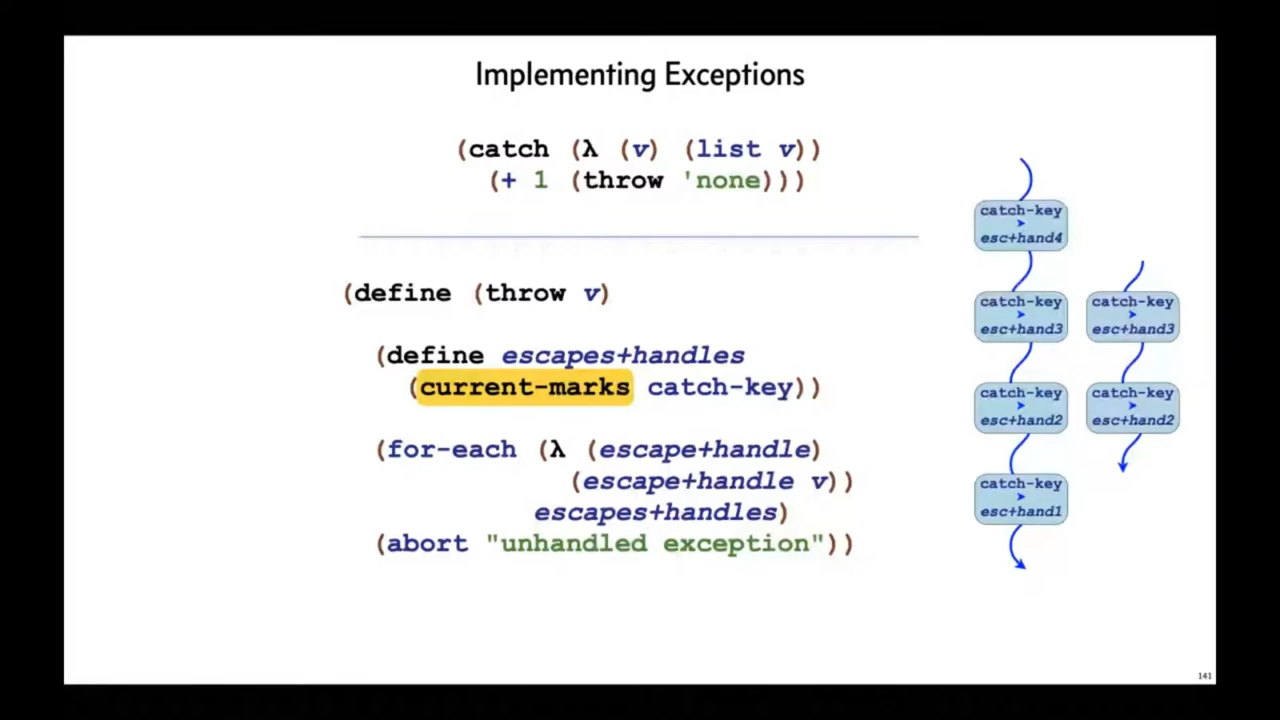 Implementing Exceptions
(catch (λ (v) (list v))
(+ 1 (throw 'none)))
(define (throw v)
(define escapes+handles
(current-marks catch-key))
(for-each (λ (escape+handle)
(escape+handle v))
escapes+handles)
(abort "unhandled exception"))
catch-key
esc+hand4
catch-key
esc+hand3
catch-key
esc+hand2
catch-key
esc+hand1
catch-key
esc+hand3
catch-key
esc+hand2
141